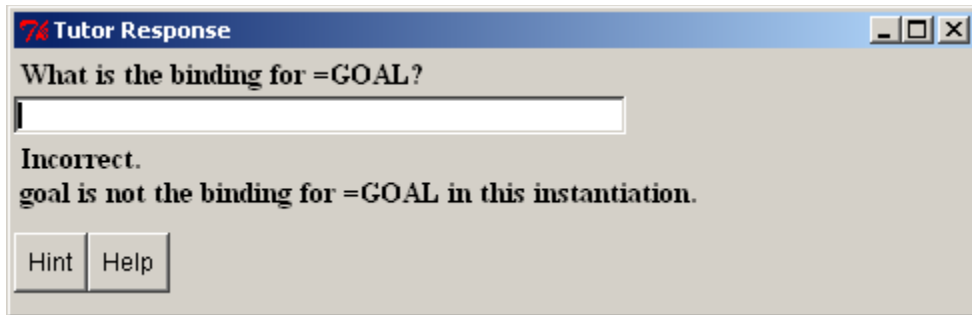 Tutor Response
What is the binding for =GOAL?
Incorrect.
goal is not the binding for =GOAL in this instantiation.
Hint Help